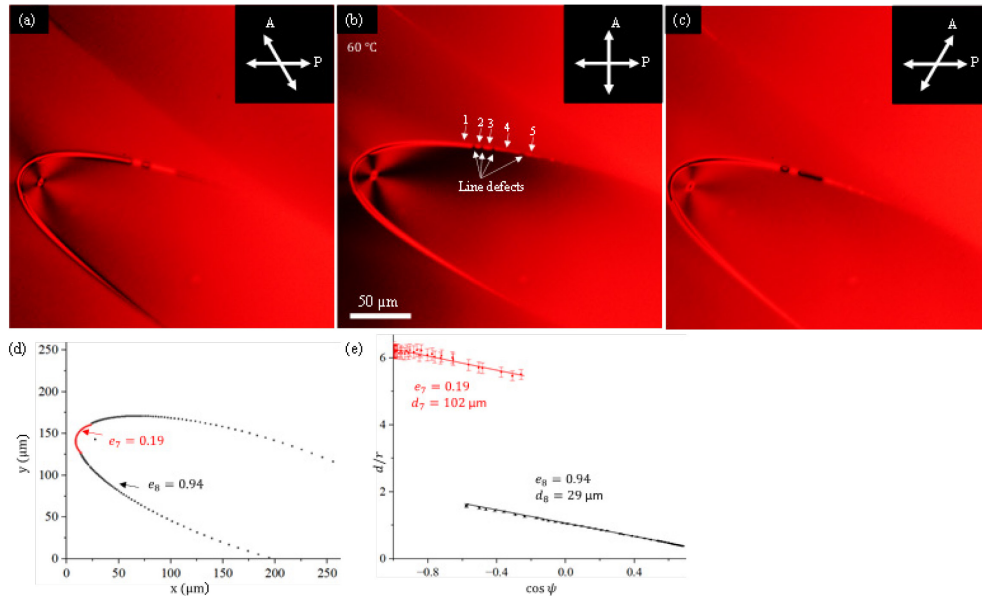 (a)
A
P
(b)
60 °C
A
P
1 2 3 4 5
Line defects
50 μm
(c)
A
P
(d)
250
200
150
100
50
0
y (μm)
e₇ = 0.19
e₈ = 0.94
0 50 100 150 200 250
x (μm)
(e)
6
4
2
0
d/r
e₇ = 0.19
d₇ = 102 μm
e₈ = 0.94
d₈ = 29 μm
−0.8 −0.4 0.0 0.4
cos ψ